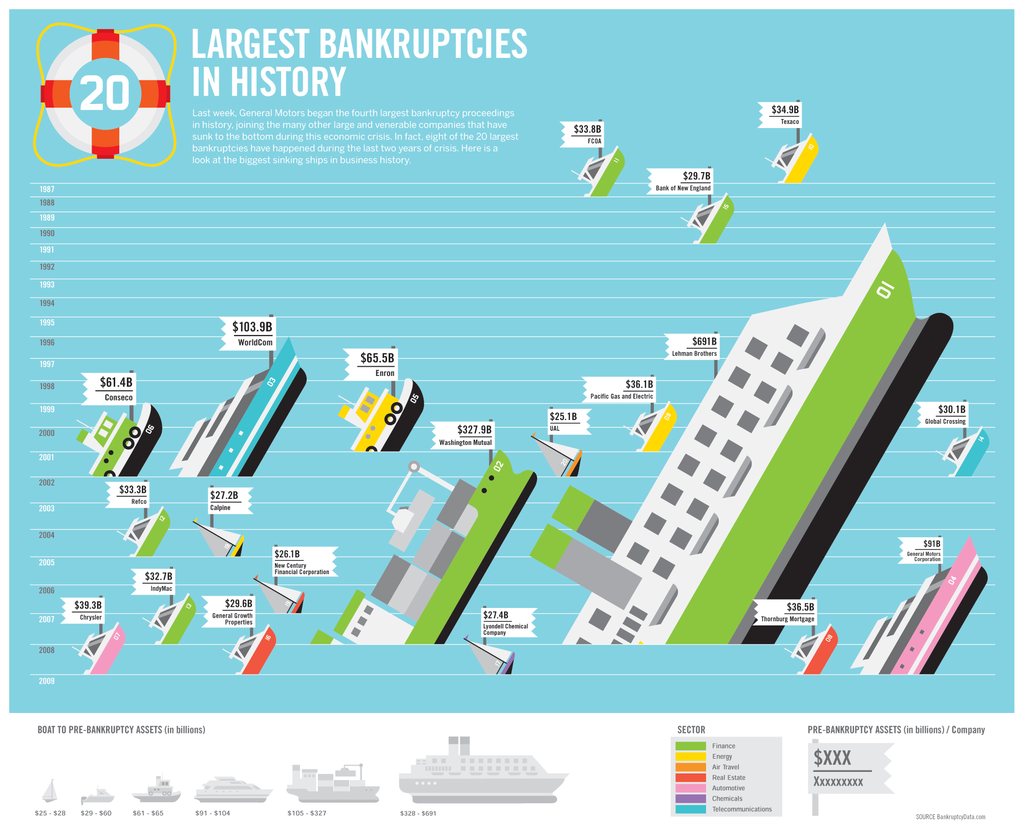 20
LARGEST BANKRUPTCIES
IN HISTORY
Last week, General Motors began the fourth largest bankruptcy proceedings
in history, joining the many other large and venerable companies that have
sunk to the bottom during this economic crisis. In fact, eight of the 20 largest
bankruptcies have happened during the last two years of crisis. Here is a
look at the biggest sinking ships in business history.
$34.9B
Texaco
10
$33.8B
FCOA
11
$29.7B
Bank of New England
15
1987
1988
1989
1990
1991
1992
1993
1994
1995
1996
1997
1998
1999
2000
2001
2002
2003
2004
2005
2006
2007
2008
2009
01
$103.9B
WorldCom
03
$691B
Lehman Brothers
$65.5B
Enron
05
$61.4B
Conseco
06
$36.1B
Pacific Gas and Electric
$25.1B
UAL
$30.1B
Global Crossing
14
$327.9B
Washington Mutual
02
$33.3B
Refco
12
$27.2B
Calpine
$26.1B
New Century
Financial Corporation
$91B
General Motors
Corporation
04
$32.7B
IndyMac
13
$39.3B
Chrysler
07
$29.6B
General Growth
Properties
16
$27.4B
Lyondell Chemical
Company
$36.5B
Thornburg Mortgage
08
BOAT TO PRE-BANKRUPTCY ASSETS (in billions)
$25 - $28
$29 - $60
$61 - $65
$91 - $104
$105 - $327
$328 - $691
SECTOR
Finance
Energy
Air Travel
Real Estate
Automotive
Chemicals
Telecommunications
PRE-BANKRUPTCY ASSETS (in billions) / Company
$XXX
Xxxxxxxxx
SOURCE BankruptcyData.com